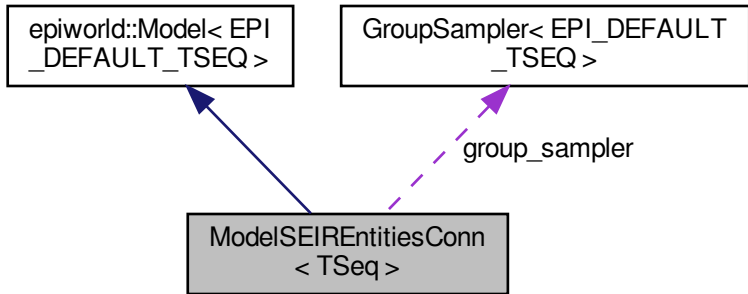 epiworld::Model< EPI
_DEFAULT_TSEQ >
GroupSampler< EPI_DEFAULT
_TSEQ >
group_sampler
ModelSEIREntitiesConn
< TSeq >